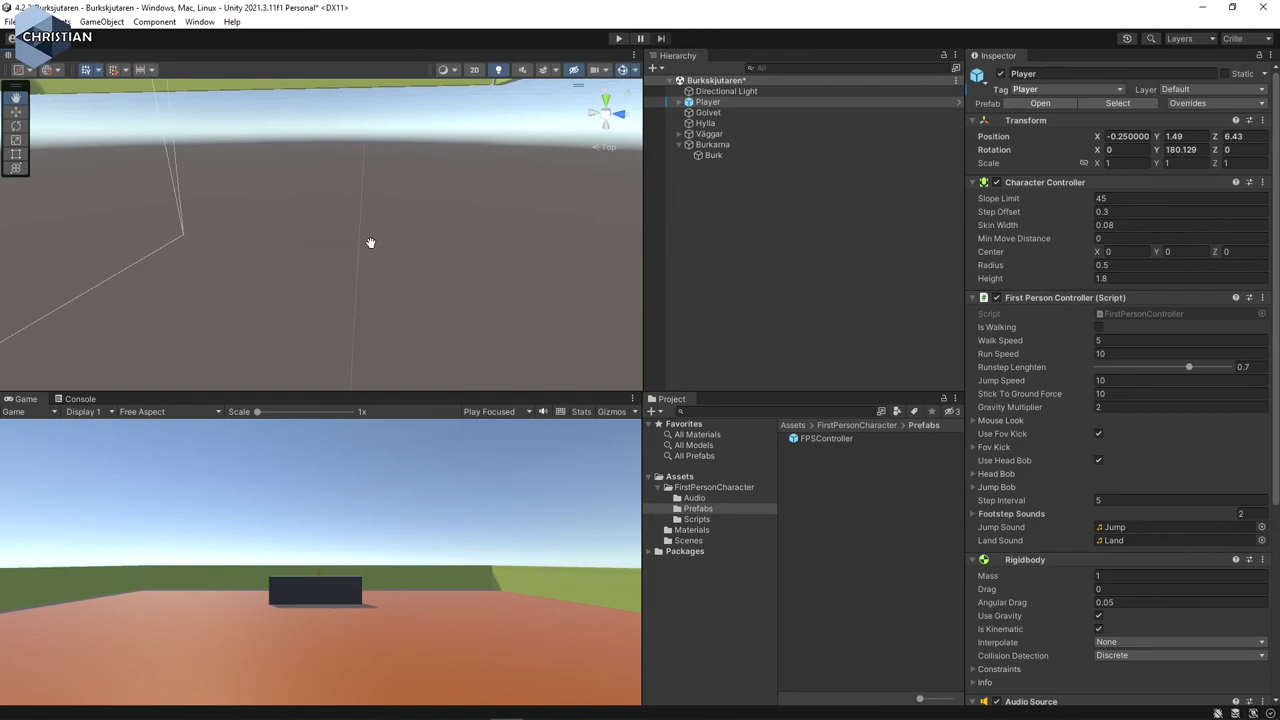 4.2.2 Burkskjutaren - Burkskjutaren - Windows, Mac, Linux - Unity 2021.3.11f1 Personal* <DX11>
GameObject Component Window Help
CHRISTIAN
Layers Crille
2D
Top
Hierarchy
All
Burkskjutaren*
Directional Light
Player
Golvet
Hylla
Väggar
Burkarna
Burk
Inspector
Player Static
Tag Player Layer Default
Prefab Open Select Overrides
Transform
Position X -0.250000 Y 1.49 Z 6.43
Rotation X 0 Y 180.129 Z 0
Scale X 1 Y 1 Z 1
Character Controller
Slope Limit 45
Step Offset 0.3
Skin Width 0.08
Min Move Distance 0
Center X 0 Y 0 Z 0
Radius 0.5
Height 1.8
First Person Controller (Script)
Script FirstPersonController
Is Walking
Walk Speed 5
Run Speed 10
Runstep Lenghten 0.7
Jump Speed 10
Stick To Ground Force 10
Gravity Multiplier 2
Mouse Look
Use Fov Kick
Fov Kick
Use Head Bob
Head Bob
Jump Bob
Step Interval 5
Footstep Sounds 2
Jump Sound Jump
Land Sound Land
Rigidbody
Mass 1
Drag 0
Angular Drag 0.05
Use Gravity
Is Kinematic
Interpolate None
Collision Detection Discrete
Constraints
Info
Audio Source
Game Console
Game Display 1 Free Aspect Scale 1x Play Focused Stats Gizmos
Project
3
Favorites
All Materials
All Models
All Prefabs
Assets
FirstPersonCharacter
Audio
Prefabs
Scripts
Materials
Scenes
Packages
Assets FirstPersonCharacter Prefabs
FPSController